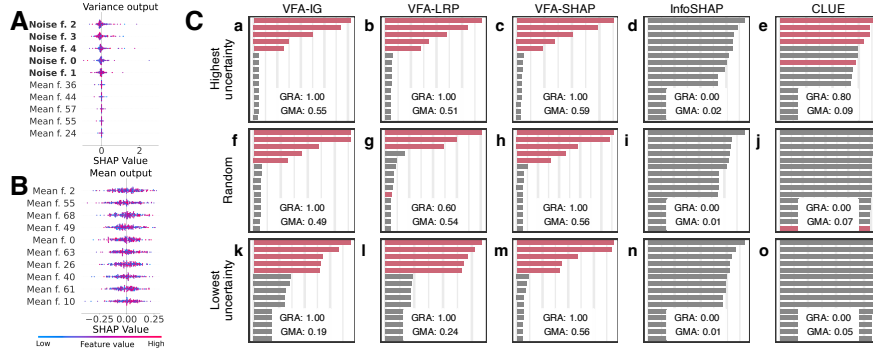 A
Variance output
Noise f. 2
Noise f. 3
Noise f. 4
Noise f. 0
Noise f. 1
Mean f. 36
Mean f. 44
Mean f. 57
Mean f. 55
Mean f. 24
0 2
SHAP Value
B
Mean output
Mean f. 2
Mean f. 55
Mean f. 68
Mean f. 49
Mean f. 0
Mean f. 63
Mean f. 26
Mean f. 40
Mean f. 61
Mean f. 10
−0.25 0.00 0.25
SHAP Value
Low Feature value High
C
VFA-IG VFA-LRP VFA-SHAP InfoSHAP CLUE
Highest
uncertainty
a b c d e
GRA: 1.00 GRA: 1.00 GRA: 1.00 GRA: 0.00 GRA: 0.80
GMA: 0.55 GMA: 0.51 GMA: 0.59 GMA: 0.02 GMA: 0.09
Random
f g h i j
GRA: 1.00 GRA: 0.60 GRA: 1.00 GRA: 0.00 GRA: 0.00
GMA: 0.49 GMA: 0.54 GMA: 0.56 GMA: 0.01 GMA: 0.07
Lowest
uncertainty
k l m n o
GRA: 1.00 GRA: 1.00 GRA: 1.00 GRA: 0.00 GRA: 0.00
GMA: 0.19 GMA: 0.24 GMA: 0.56 GMA: 0.01 GMA: 0.05